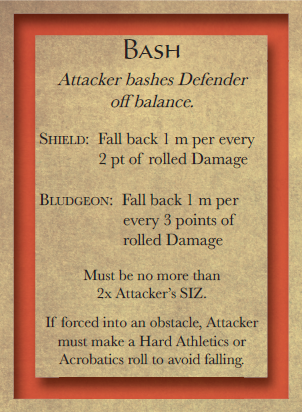 BASH
Attacker bashes Defender
off balance.
SHIELD: Fall back 1 m per every
2 pt of rolled Damage
BLUDGEON: Fall back 1 m per
every 3 points of
rolled Damage
Must be no more than
2x Attacker's SIZ.
If forced into an obstacle, Attacker
must make a Hard Athletics or
Acrobatics roll to avoid falling.